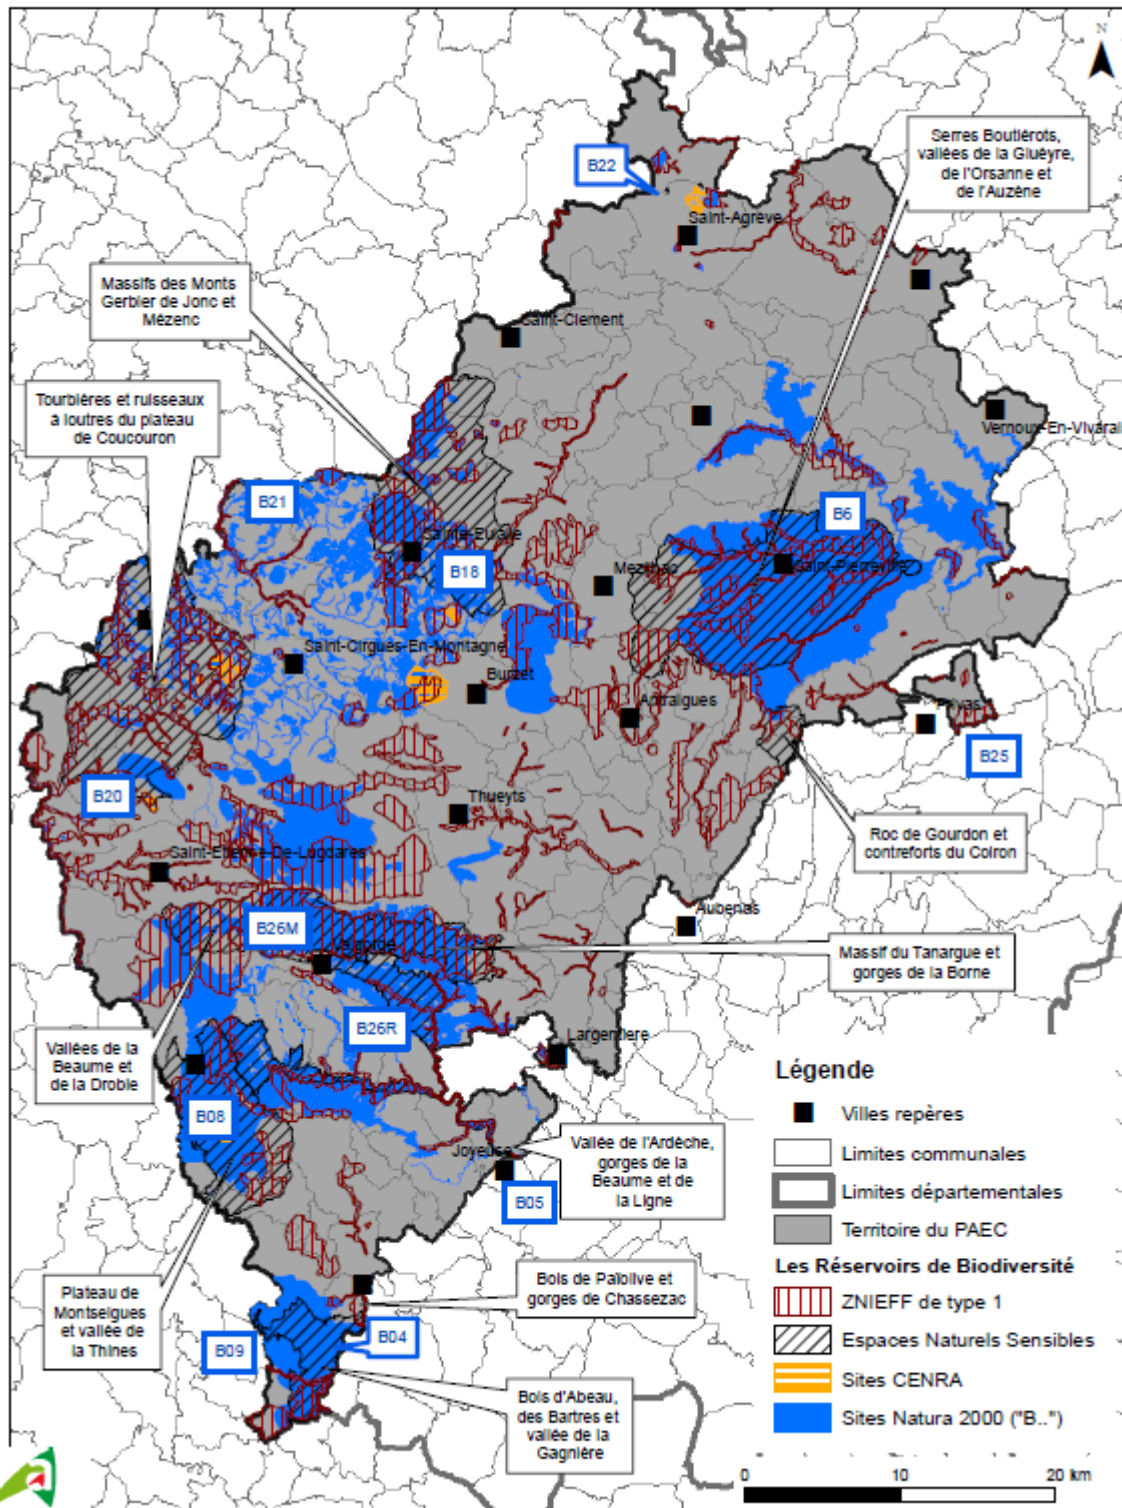 N
Serres Boutiérots,
vallées de la Gluèyre,
de l'Orsanne et
de l'Auzène
B22
Saint-Agrève
Massifs des Monts
Gerbier de Jonc et
Mézenc
Saint-Clement
Tourbières et ruisseaux
à loutres du plateau
de Coucouron
Vernoux-En-Vivarai
B21
B6
Sainte-Eulalie
B18
Mezilhac
Saint-Pierreville
Saint-Cirgues-En-Montagne
Burzet
Antraigues
Privas
B25
B20
Thueyts
Roc de Gourdon et
contreforts du Coiron
Saint-Etienne-De-Lugdares
Aubenas
B26M
Valgorge
Massif du Tanargue et
gorges de la Borne
B26R
Largentiere
Vallées de la
Beaume et
de la Drobie
B08
Joyeuse
Vallée de l'Ardèche,
gorges de la
Beaume et de
la Ligne
B05
Plateau de
Montselgues
et vallée de
la Thines
Bois de Païolive et
gorges de Chassezac
B09
B04
Bois d'Abeau,
des Bartres et
vallée de la
Gagnière
Légende
Villes repères
Limites communales
Limites départementales
Territoire du PAEC
Les Réservoirs de Biodiversité
ZNIEFF de type 1
Espaces Naturels Sensibles
Sites CENRA
Sites Natura 2000 ("B..")
0 10 20 km